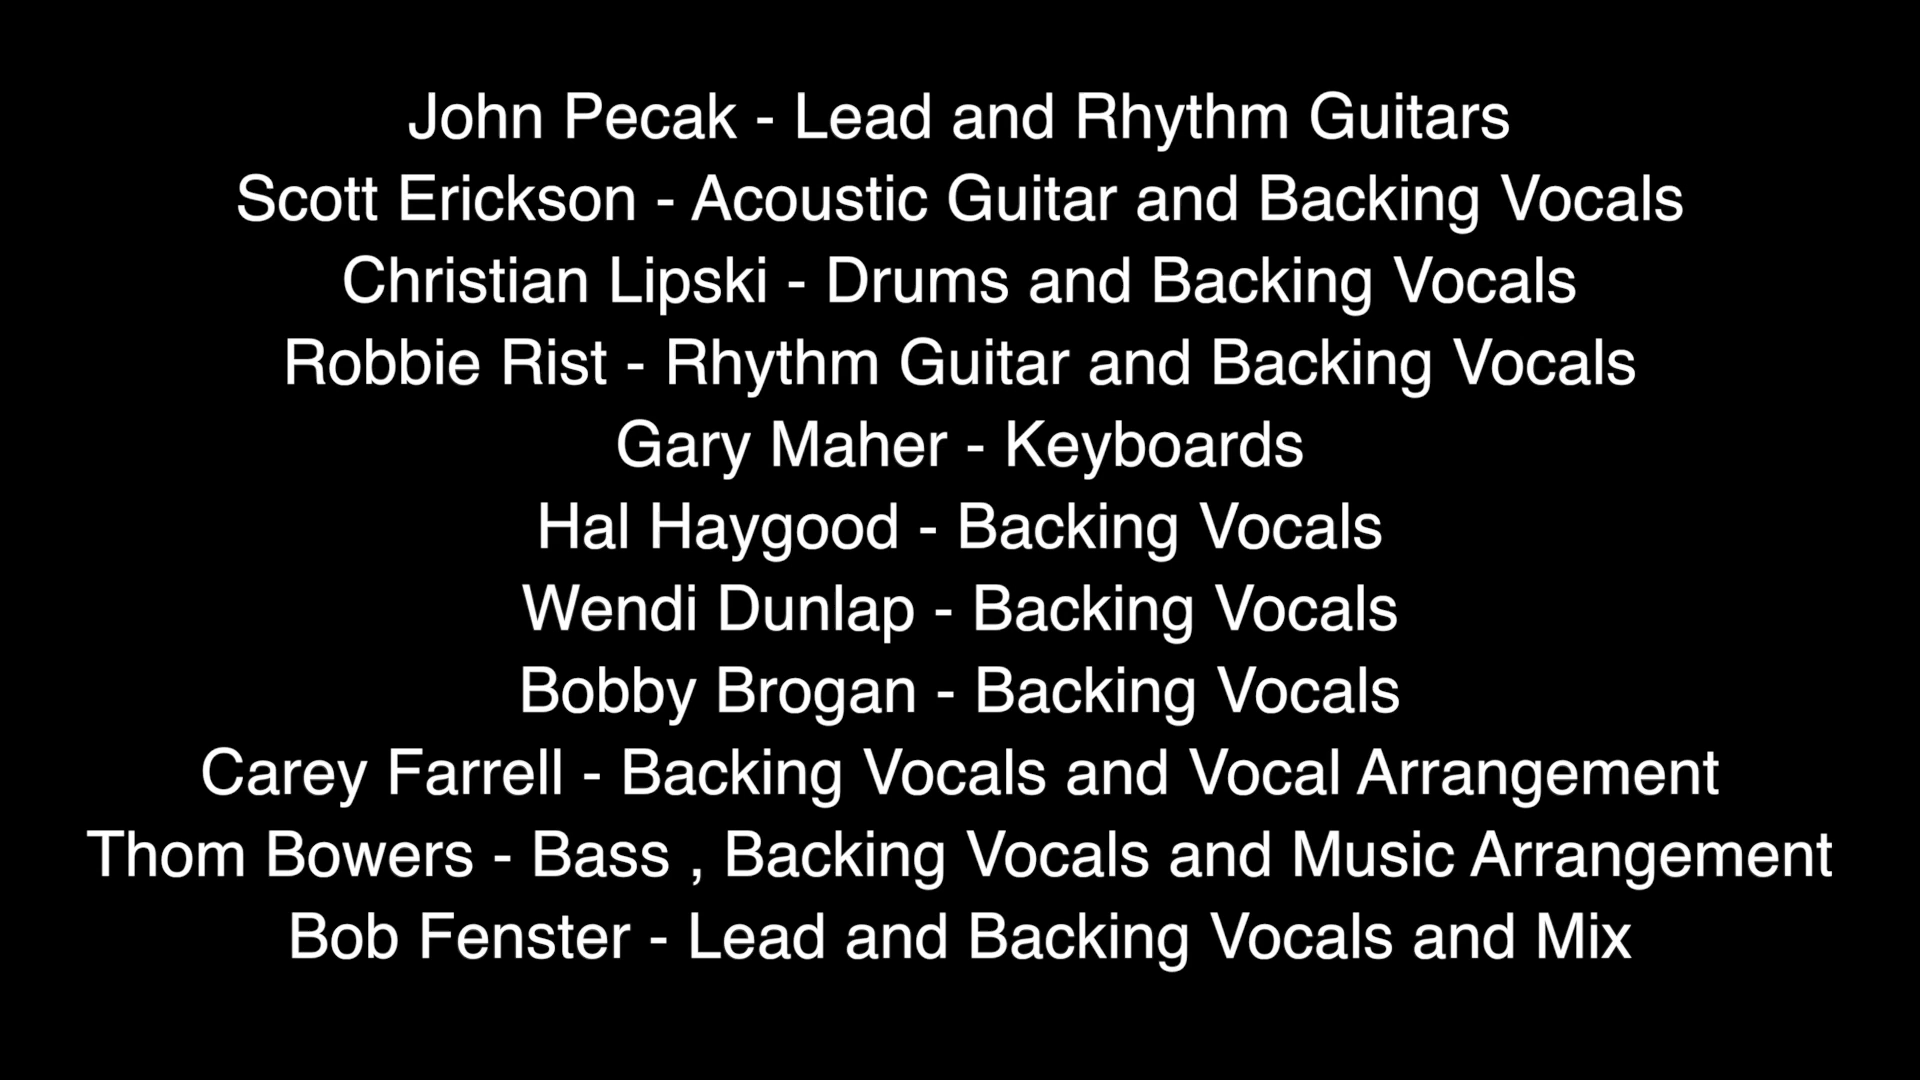 John Pecak - Lead and Rhythm Guitars
Scott Erickson - Acoustic Guitar and Backing Vocals
Christian Lipski - Drums and Backing Vocals
Robbie Rist - Rhythm Guitar and Backing Vocals
Gary Maher - Keyboards
Hal Haygood - Backing Vocals
Wendi Dunlap - Backing Vocals
Bobby Brogan - Backing Vocals
Carey Farrell - Backing Vocals and Vocal Arrangement
Thom Bowers - Bass , Backing Vocals and Music Arrangement
Bob Fenster - Lead and Backing Vocals and Mix